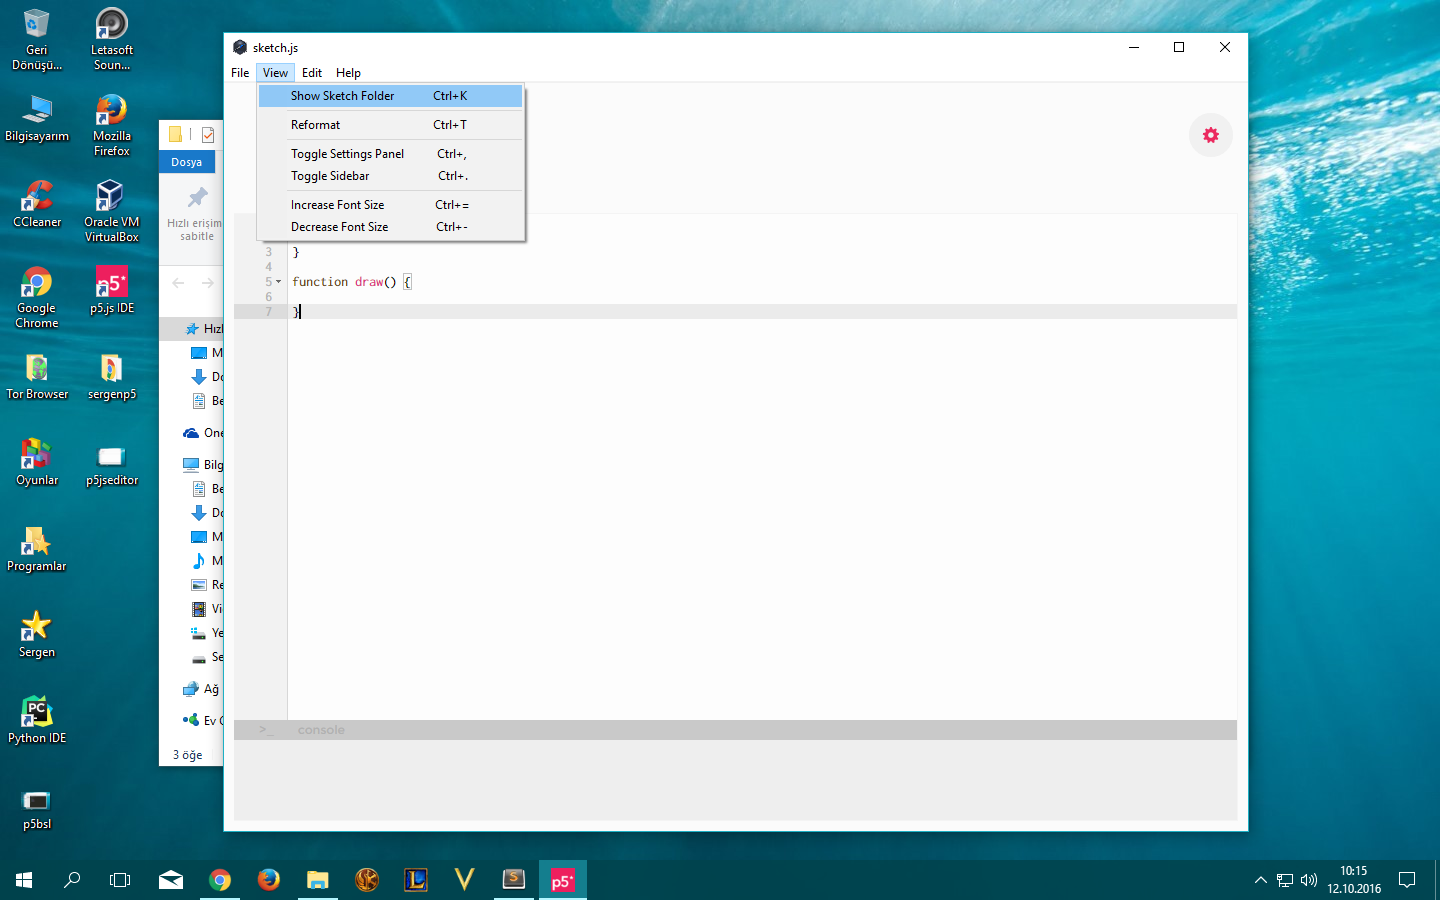 Geri
Dönüşü...
Letasoft
Soun...
Bilgisayarım
Mozilla
Firefox
CCleaner
Oracle VM
VirtualBox
Google
Chrome
p5*
p5.js IDE
Tor Browser
sergenp5
Oyunlar
p5jseditor
Programlar
Sergen
PC
Python IDE
p5bsl
Dosya
Hızlı erişim
sabitle
Hızl
M
Do
Be
One
Bilg
Be
Do
M
M
Re
Vi
Ye
Se
Ağ
Ev G
3 öğe
sketch.js
File View Edit Help
Show Sketch Folder Ctrl+K
Reformat Ctrl+T
Toggle Settings Panel Ctrl+,
Toggle Sidebar Ctrl+.
Increase Font Size Ctrl+=
Decrease Font Size Ctrl+-
3 }
4
5 function draw() {
6
7 }
>_ console
p5*
10:15
12.10.2016